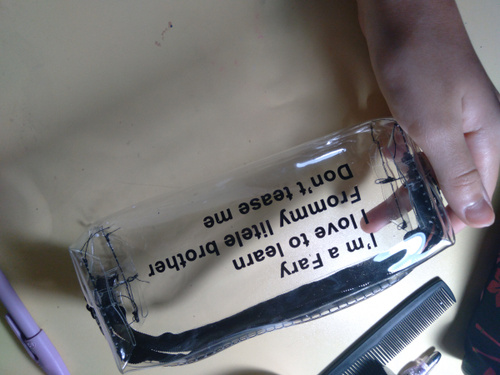 I'm a Fary
I love to learn
Frommy litele brother
Don't tease me